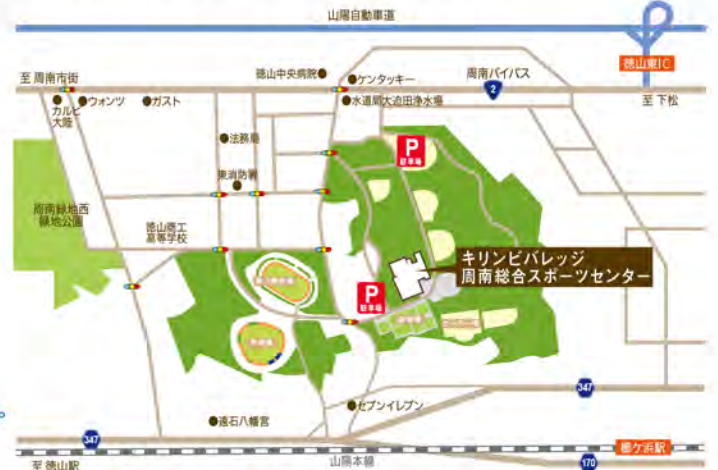 山陽自動車道
徳山東IC
至 周南市街
徳山中央病院
ケンタッキー
周南バイパス
2
至 下松
カルビ
大陸
ウォンツ
ガスト
水道局大迫田浄水場
法務局
P
駐車場
東消防署
周南緑地西
緑地公園
徳山商工
高等学校
キリンビバレッジ
周南総合スポーツセンター
P
駐車場
347
セブンイレブン
遠石八幡宮
347
櫛ケ浜駅
至 徳山駅
山陽本線
170